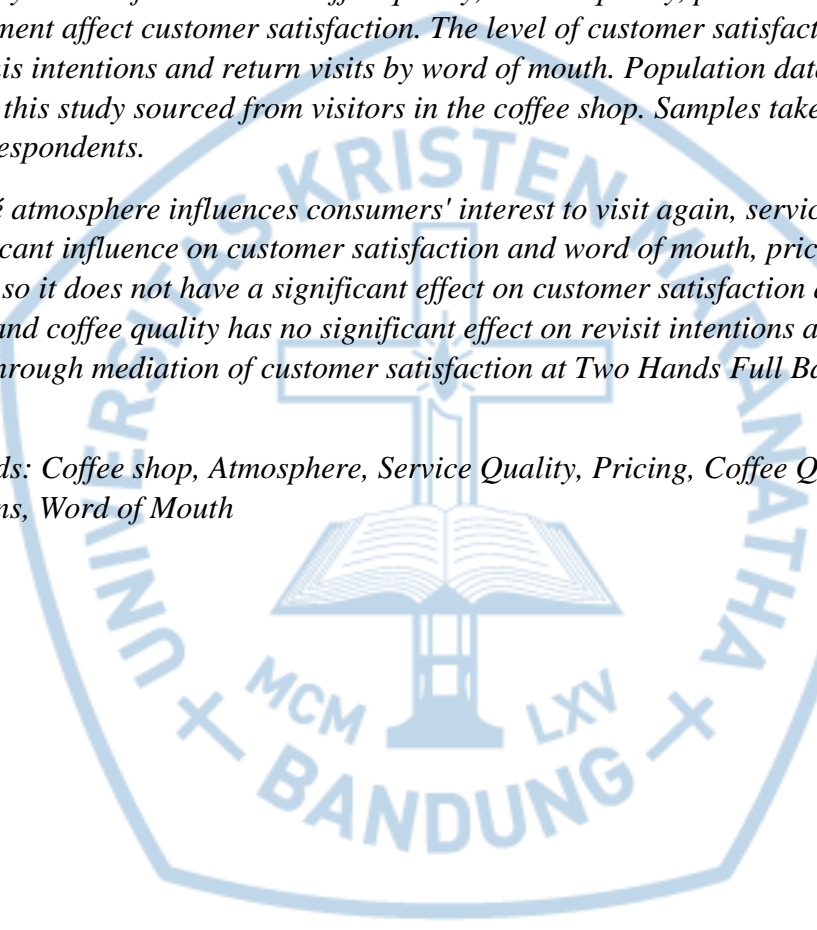 ment affect customer satisfaction. The level of customer satisfact
his intentions and return visits by word of mouth. Population data
this study sourced from visitors in the coffee shop. Samples take
espondents.
é atmosphere influences consumers' interest to visit again, servic
cant influence on customer satisfaction and word of mouth, pric
so it does not have a significant effect on customer satisfaction
and coffee quality has no significant effect on revisit intentions a
hrough mediation of customer satisfaction at Two Hands Full Ba
ds: Coffee shop, Atmosphere, Service Quality, Pricing, Coffee Q
ns, Word of Mouth
UNIVERSITAS KRISTEN MARANATHA
MCM LXV
BANDUNG